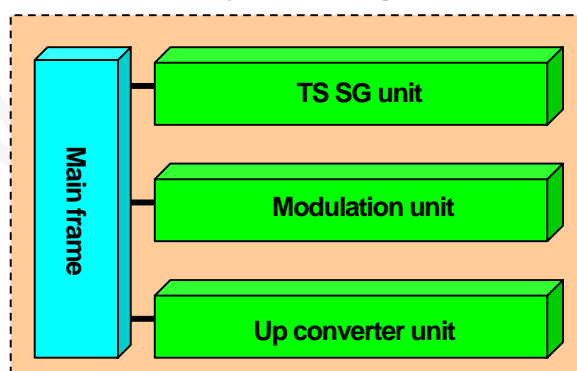 Main frame
TS SG unit
Modulation unit
Up converter unit